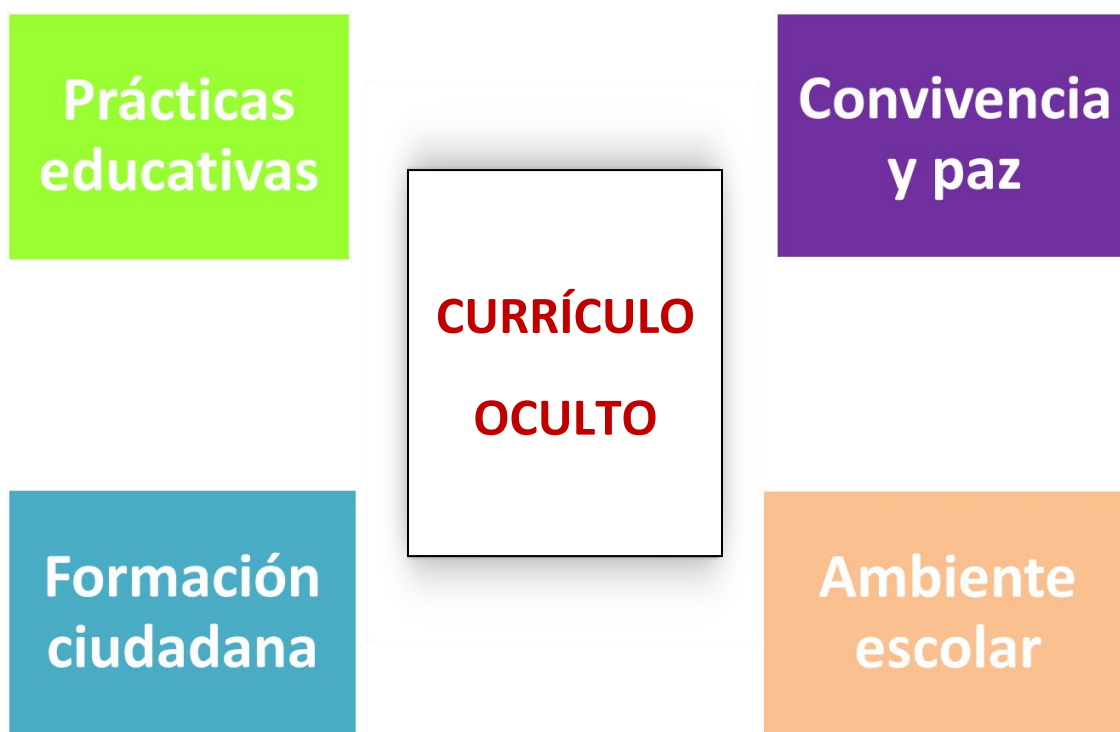 Prácticas
educativas
Convivencia
y paz
CURRÍCULO
OCULTO
Formación
ciudadana
Ambiente
escolar